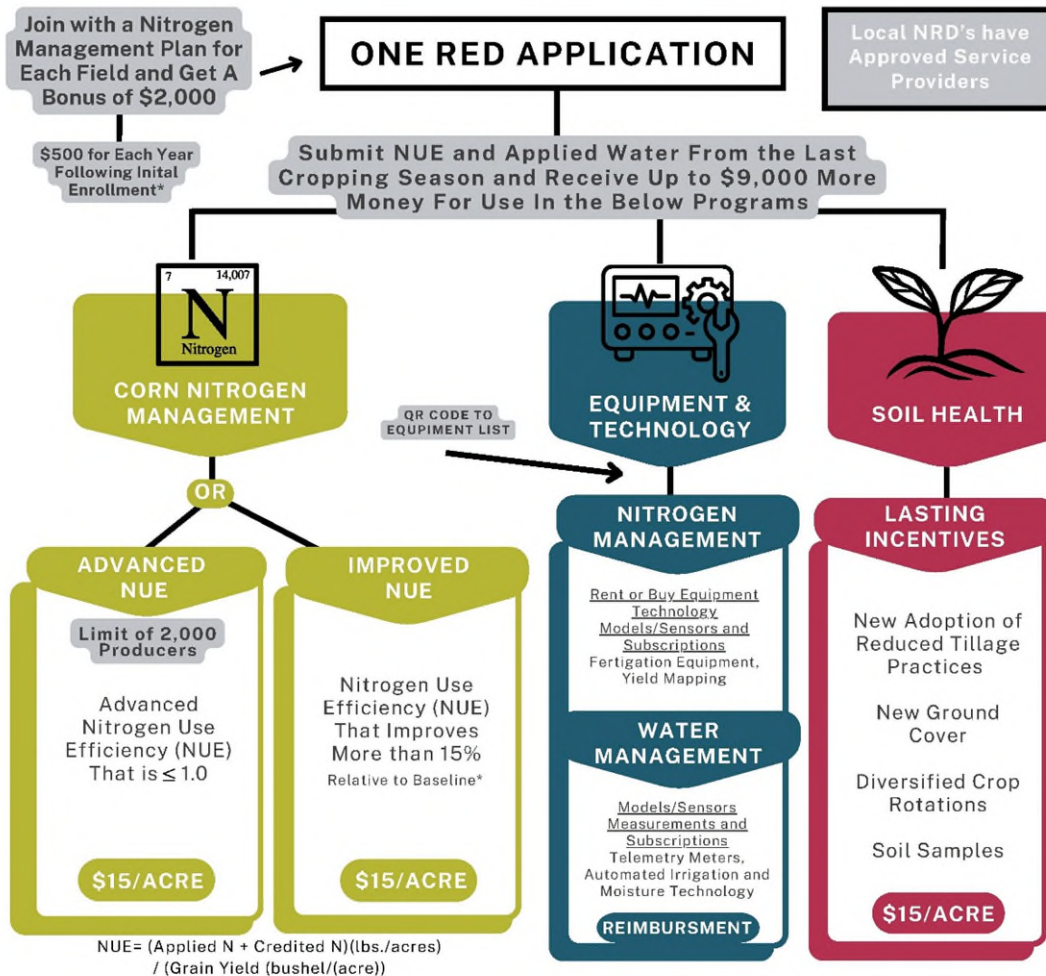 Join with a Nitrogen
Management Plan for
Each Field and Get A
Bonus of $2,000
ONE RED APPLICATION
Local NRD's have
Approved Service
Providers
$500 for Each Year
Following Inital
Enrollment*
Submit NUE and Applied Water From the Last
Cropping Season and Receive Up to $9,000 More
Money For Use In the Below Programs
7
14,007
N
Nitrogen
CORN NITROGEN
MANAGEMENT
EQUIPMENT &
TECHNOLOGY
SOIL HEALTH
QR CODE TO
EQUPIMENT LIST
OR
ADVANCED
NUE
Limit of 2,000
Producers
Advanced
Nitrogen Use
Efficiency (NUE)
That is ≤ 1.0
$15/ACRE
IMPROVED
NUE
Nitrogen Use
Efficiency (NUE)
That Improves
More than 15%
Relative to Baseline*
$15/ACRE
NUE= (Applied N + Credited N)(lbs./acres)
/ (Grain Yield (bushel/(acre))
NITROGEN
MANAGEMENT
Rent or Buy Equipment
Technology
Models/Sensors and
Subscriptions
Fertigation Equipment,
Yield Mapping
WATER
MANAGEMENT
Models/Sensors
Measurements and
Subscriptions
Telemetry Meters,
Automated Irrigation and
Moisture Technology
REIMBURSMENT
LASTING
INCENTIVES
New Adoption of
Reduced Tillage
Practices
New Ground
Cover
Diversified Crop
Rotations
Soil Samples
$15/ACRE